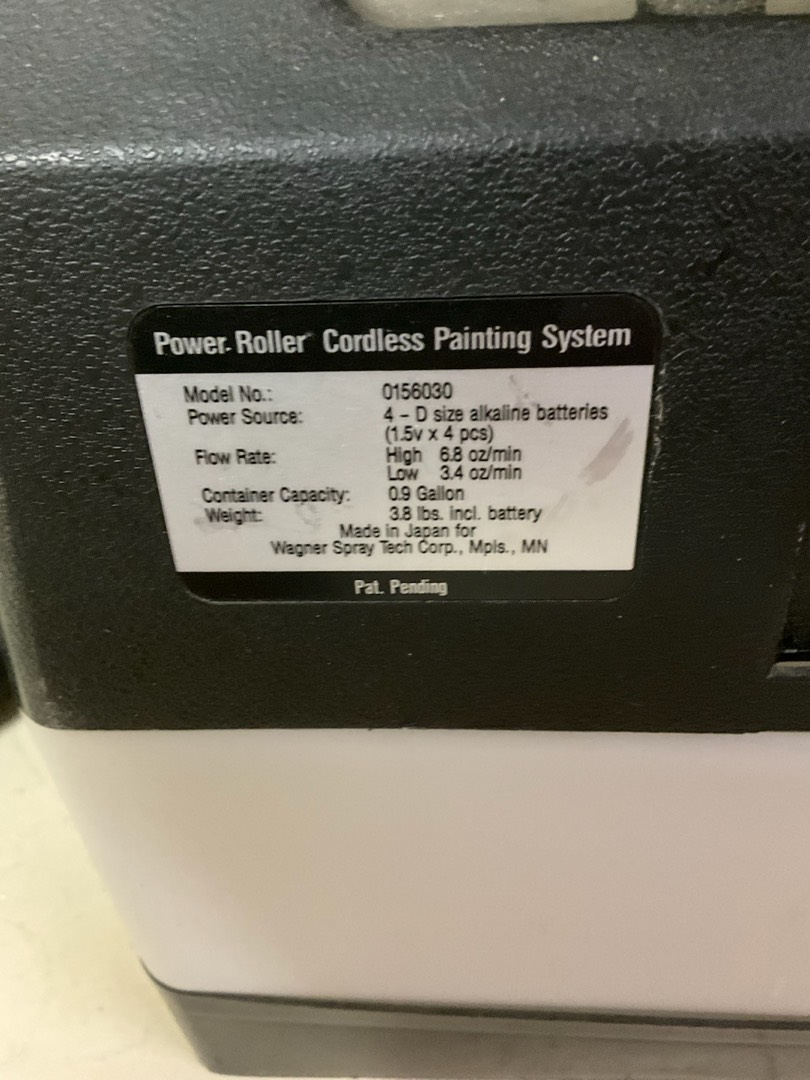 Power-Roller™ Cordless Painting System
Model No.: 0156030
Power Source: 4 - D size alkaline batteries
(1.5v x 4 pcs)
Flow Rate: High 6.8 oz/min
Low 3.4 oz/min
Container Capacity: 0.9 Gallon
Weight: 3.8 lbs. incl. battery
Made in Japan for
Wagner Spray Tech Corp., Mpls., MN
Pat. Pending